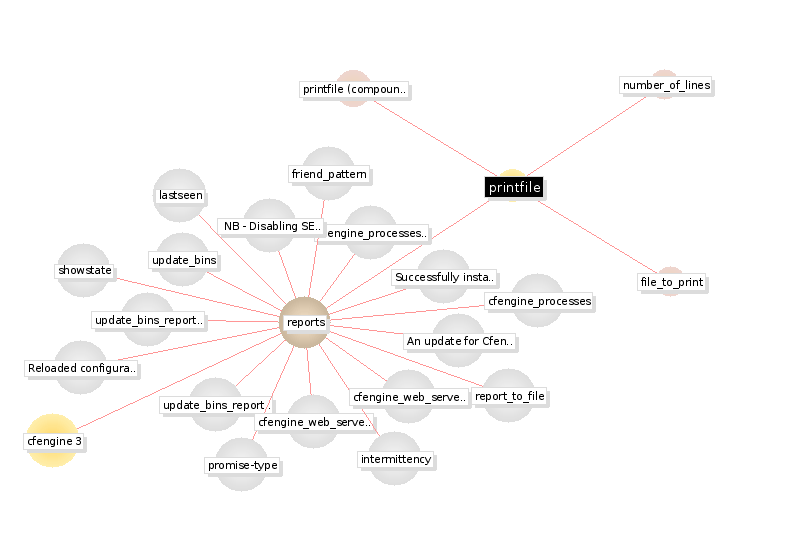 printfile (compoun..
number_of_lines
friend_pattern
printfile
lastseen
NB - Disabling SE..
engine_processes..
update_bins
showstate
Successfully insta..
file_to_print
cfengine_processes
update_bins_report..
reports
An update for Cfen..
Reloaded configura..
cfengine_web_serve..
report_to_file
update_bins_report..
cfengine_web_serve..
cfengine 3
promise-type
intermittency